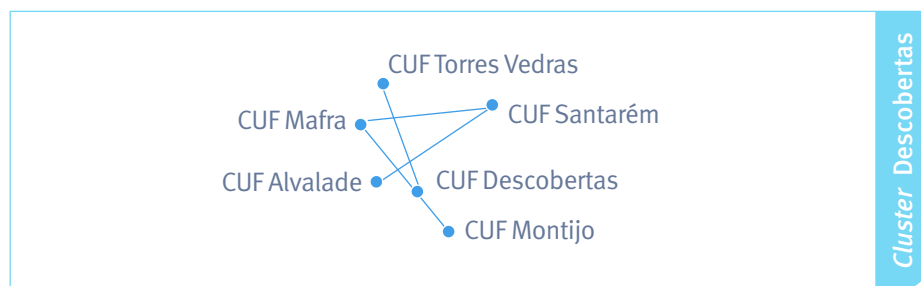 CUF Torres Vedras
CUF Santarém
CUF Mafra
CUF Alvalade
CUF Descobertas
CUF Montijo
Cluster Descobertas